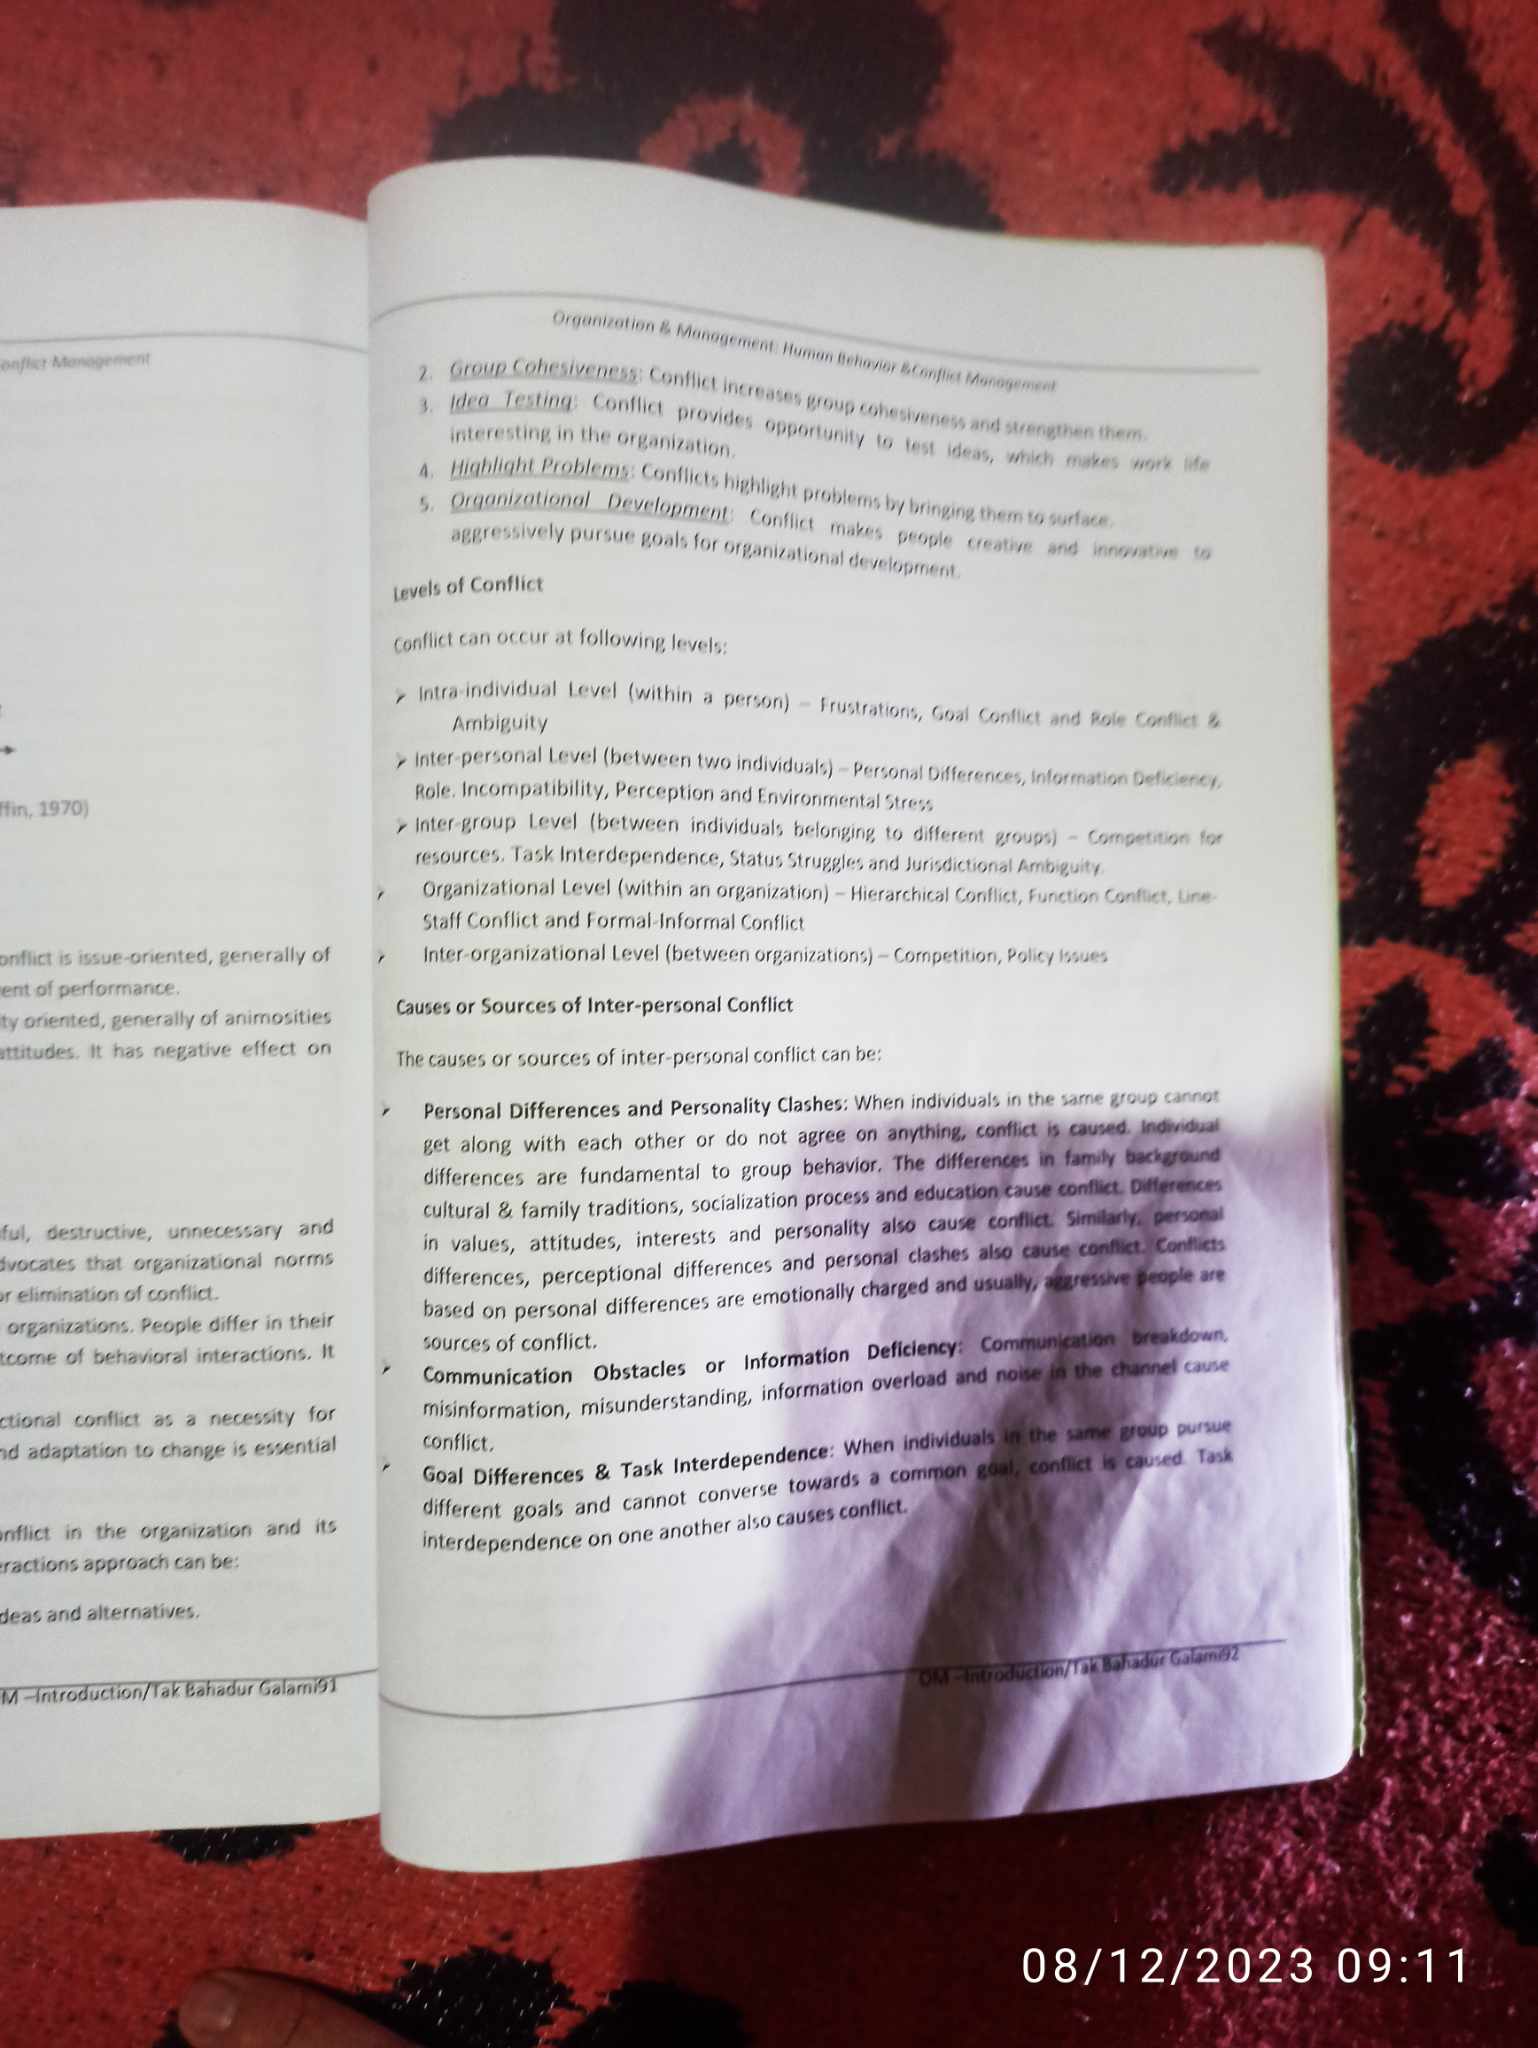 onflict Management
ffin, 1970)
onflict is issue-oriented, generally of
ent of performance.
ity oriented, generally of animosities
attitudes. It has negative effect on
ful, destructive, unnecessary and
dvocates that organizational norms
or elimination of conflict.
organizations. People differ in their
tcome of behavioral interactions. It
ctional conflict as a necessity for
nd adaptation to change is essential
onflict in the organization and its
eractions approach can be:
deas and alternatives.
M –Introduction/Tak Bahadur Galami91
Organization & Management: Human Behavior &Conflict Management
2. Group Cohesiveness: Conflict increases group cohesiveness and strengthen them.
3. Idea Testing: Conflict provides opportunity to test ideas, which makes work life
interesting in the organization.
4. Highlight Problems: Conflicts highlight problems by bringing them to surface.
5. Organizational Development: Conflict makes people creative and innovative to
aggressively pursue goals for organizational development.
Levels of Conflict
Conflict can occur at following levels:
➢ Intra-individual Level (within a person) – Frustrations, Goal Conflict and Role Conflict &
Ambiguity
➢ Inter-personal Level (between two individuals) – Personal Differences, Information Deficiency,
Role. Incompatibility, Perception and Environmental Stress
➢ Inter-group Level (between individuals belonging to different groups) – Competition for
resources. Task Interdependence, Status Struggles and Jurisdictional Ambiguity.
➢ Organizational Level (within an organization) – Hierarchical Conflict, Function Conflict, Line-
Staff Conflict and Formal-Informal Conflict
➢ Inter-organizational Level (between organizations) – Competition, Policy Issues
Causes or Sources of Inter-personal Conflict
The causes or sources of inter-personal conflict can be:
➢ Personal Differences and Personality Clashes: When individuals in the same group cannot
get along with each other or do not agree on anything, conflict is caused. Individual
differences are fundamental to group behavior. The differences in family background
cultural & family traditions, socialization process and education cause conflict. Differences
in values, attitudes, interests and personality also cause conflict. Similarly, personal
differences, perceptional differences and personal clashes also cause conflict. Conflicts
based on personal differences are emotionally charged and usually, aggressive people are
sources of conflict.
➢ Communication Obstacles or Information Deficiency: Communication breakdown,
misinformation, misunderstanding, information overload and noise in the channel cause
conflict.
➢ Goal Differences & Task Interdependence: When individuals in the same group pursue
different goals and cannot converse towards a common goal, conflict is caused. Task
interdependence on one another also causes conflict.
OM –Introduction/Tak Bahadur Galami92
08/12/2023 09:11